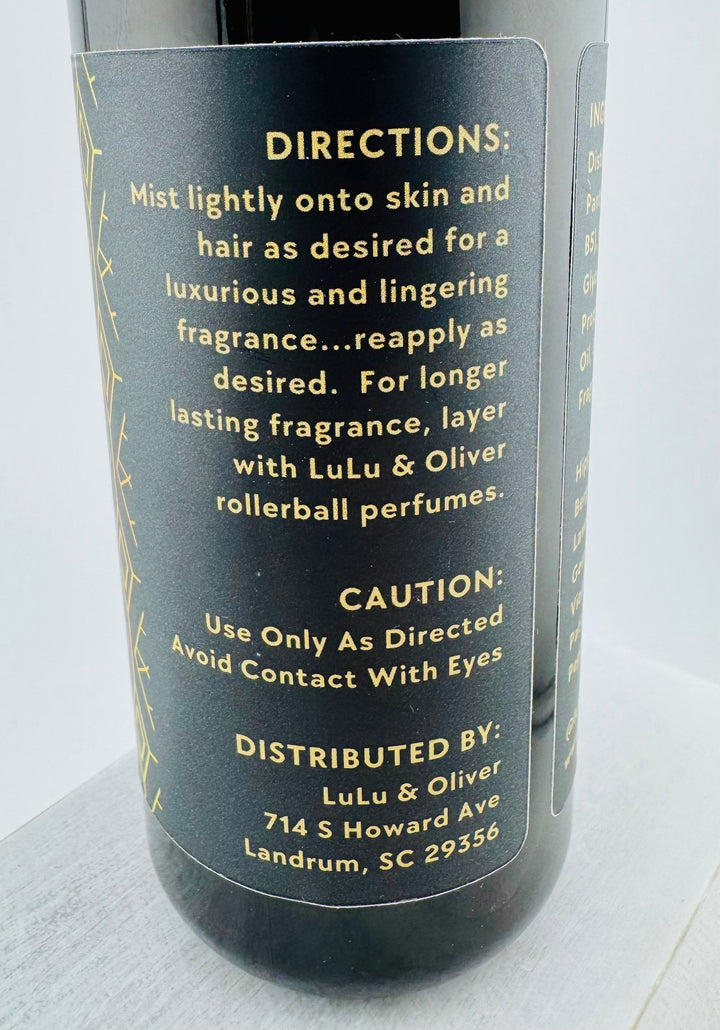 DIRECTIONS:
Mist lightly onto skin and
hair as desired for a
luxurious and lingering
fragrance...reapply as
desired. For longer
lasting fragrance, layer
with LuLu & Oliver
rollerball perfumes.
CAUTION:
Use Only As Directed
Avoid Contact With Eyes
DISTRIBUTED BY:
LuLu & Oliver
714 S Howard Ave
Landrum, SC 29356